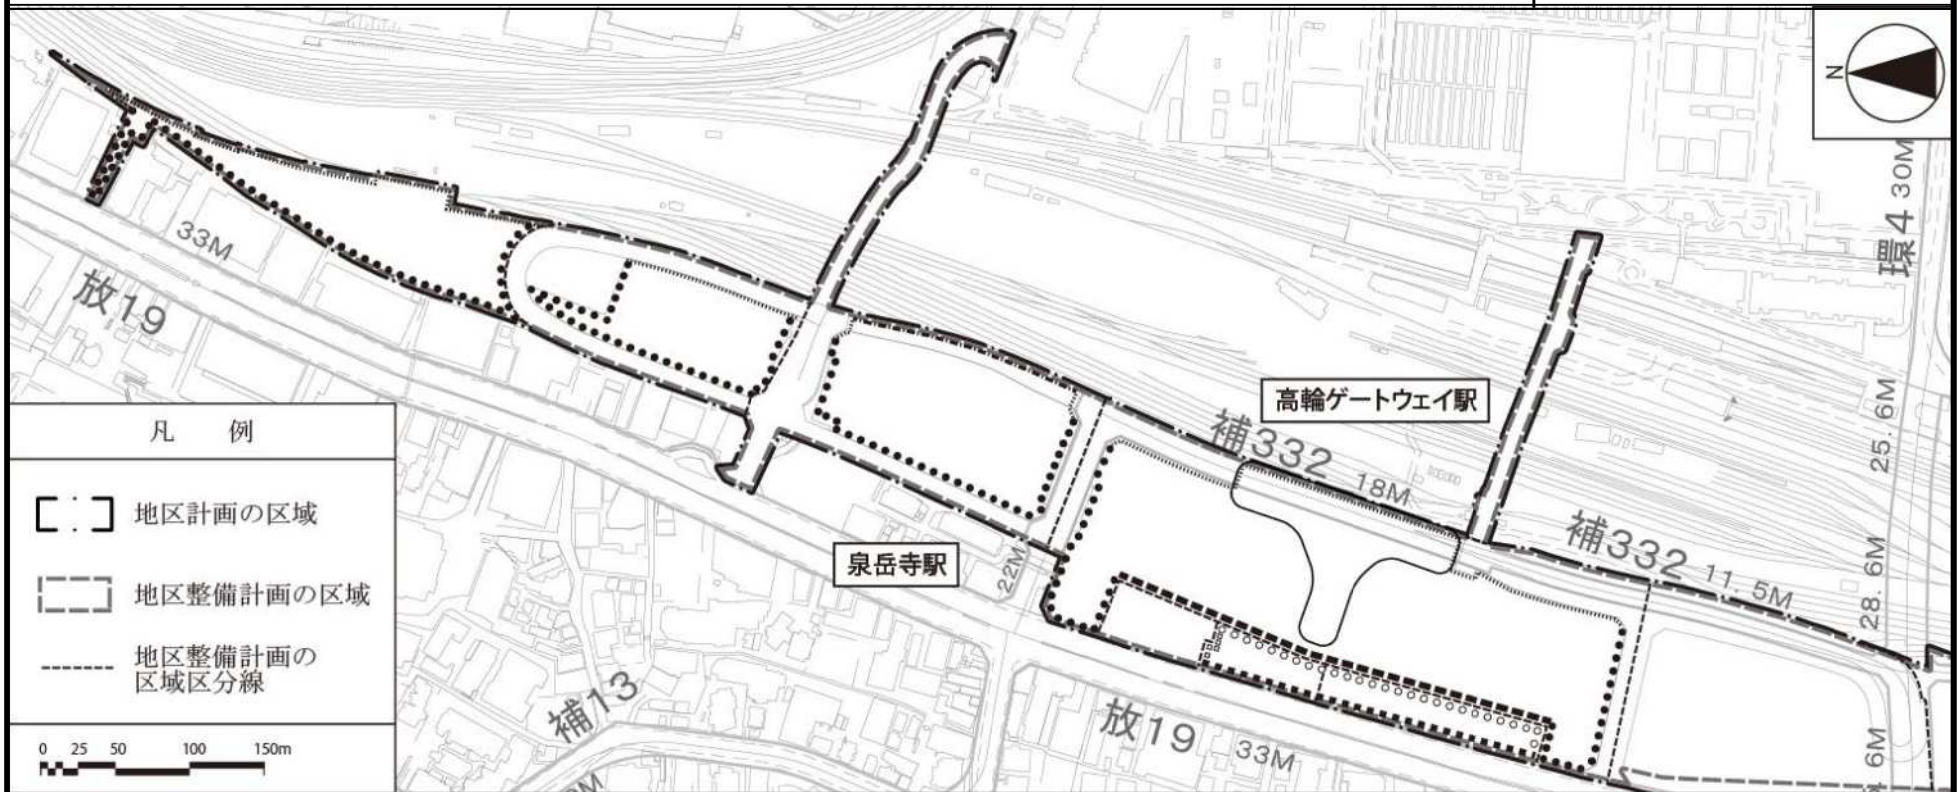 N
環4 30M
33M
放19
高輪ゲートウェイ駅
補332 18M
25.6M
補332 11.5M
28.6M
泉岳寺駅
22M
凡　例
地区計画の区域
地区整備計画の区域
地区整備計画の
区域区分線
0 25 50 100 150m
補13
放19 33M
6M